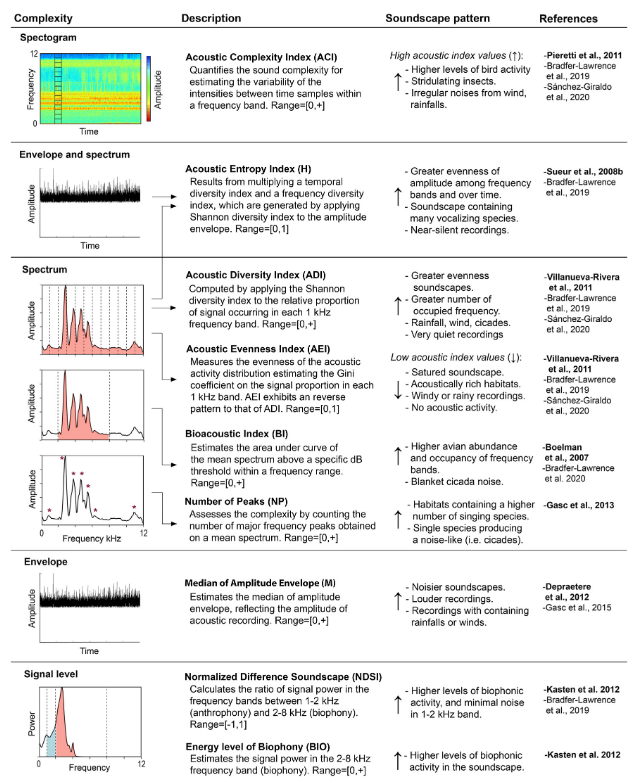 Complexity Description Soundscape pattern References
Spectogram
12
Frequency
0
Time
Amplitude
Acoustic Complexity Index (ACI)
Quantifies the sound complexity for
estimating the variability of the
intensities between time samples within
a frequency band. Range=[0,+]
High acoustic index values (↑):
↑
- Higher levels of bird activity
- Stridulating insects.
- Irregular noises from wind,
rainfalls.
-Pieretti et al., 2011
-Bradfer-Lawrence
et al., 2019
-Sánchez-Giraldo
et al., 2020
Envelope and spectrum
Amplitude
Time
Acoustic Entropy Index (H)
Results from multiplying a temporal
diversity index and a frequency diversity
index, which are generated by applying
Shannon diversity index to the amplitude
envelope. Range=[0,1]
↑
- Greater evenness of
amplitude among frequency
bands and over time.
- Soundscape containing
many vocalizing species.
- Near-silent recordings.
-Sueur et al., 2008b
-Bradfer-Lawrence
et al., 2019
Spectrum
Amplitude
Amplitude
Amplitude
0
12
Frequency kHz
Acoustic Diversity Index (ADI)
Computed by applying the Shannon
diversity index to the relative proportion
of signal occurring in each 1 kHz
frequency band. Range=[0,+]
↑
- Greater evenness
soundscapes.
- Greater number of
occupied frequency.
- Rainfall, wind, cicades.
- Very quiet recordings
-Villanueva-Rivera
et al., 2011
-Bradfer-Lawrence
et al., 2019
-Sánchez-Giraldo
et al., 2020
Acoustic Evenness Index (AEI)
Measures the evenness of the acoustic
activity distribution estimating the Gini
coefficient on the signal proportion in each
1 kHz band. AEI exhibits an reverse
pattern to that of ADI. Range=[0,1]
Low acoustic index values (↓):
↓
- Satured soundscape.
- Acoustically rich habitats.
- Windy or rainy recordings.
- No acoustic activity.
-Villanueva-Rivera
et al., 2011
-Bradfer-Lawrence
et al., 2019
-Sánchez-Giraldo
et al., 2020
Bioacoustic Index (BI)
Estimates the area under curve of
the mean spectrum above a specific dB
threshold within a frequency range.
Range=[0,+]
↑
- Higher avian abundance
and occupancy of frequency
bands.
- Blanket cicada noise.
-Boelman
et al., 2007
-Bradfer-Lawrence
et al. 2020
Number of Peaks (NP)
Assesses the complexity by counting the
number of major frequency peaks obtained
on a mean spectrum. Range=[0,+]
↑
- Habitats containing a higher
number of singing species.
- Single species producing
a noise-like (i.e. cicades).
-Gasc et al., 2013
Envelope
Amplitude
Time
Median of Amplitude Envelope (M)
Estimates the median of amplitude
envelope, reflecting the amplitude of
acoustic recording. Range=[0,+]
↑
- Noisier soundscapes.
- Louder recordings.
- Recordings with containing
rainfalls or winds.
-Depraetere
et al., 2012
-Gasc et al., 2015
Signal level
Power
0
12
Frequency
Normalized Difference Soundscape (NDSI)
Calculates the ratio of signal power in the
frequency bands between 1-2 kHz
(anthrophony) and 2-8 kHz (biophony).
Range=[-1,1]
↑
- Higher levels of biophonic
activity, and minimal noise
in 1-2 kHz band.
-Kasten et al. 2012
-Bradfer-Lawrence
et al., 2019
Energy level of Biophony (BIO)
Estimates the signal power in the 2-8 kHz
frequency band (biophony). Range=[0,+]
↑
- Higher levels of biophonic
activity in the soundscape.
-Kasten et al. 2012